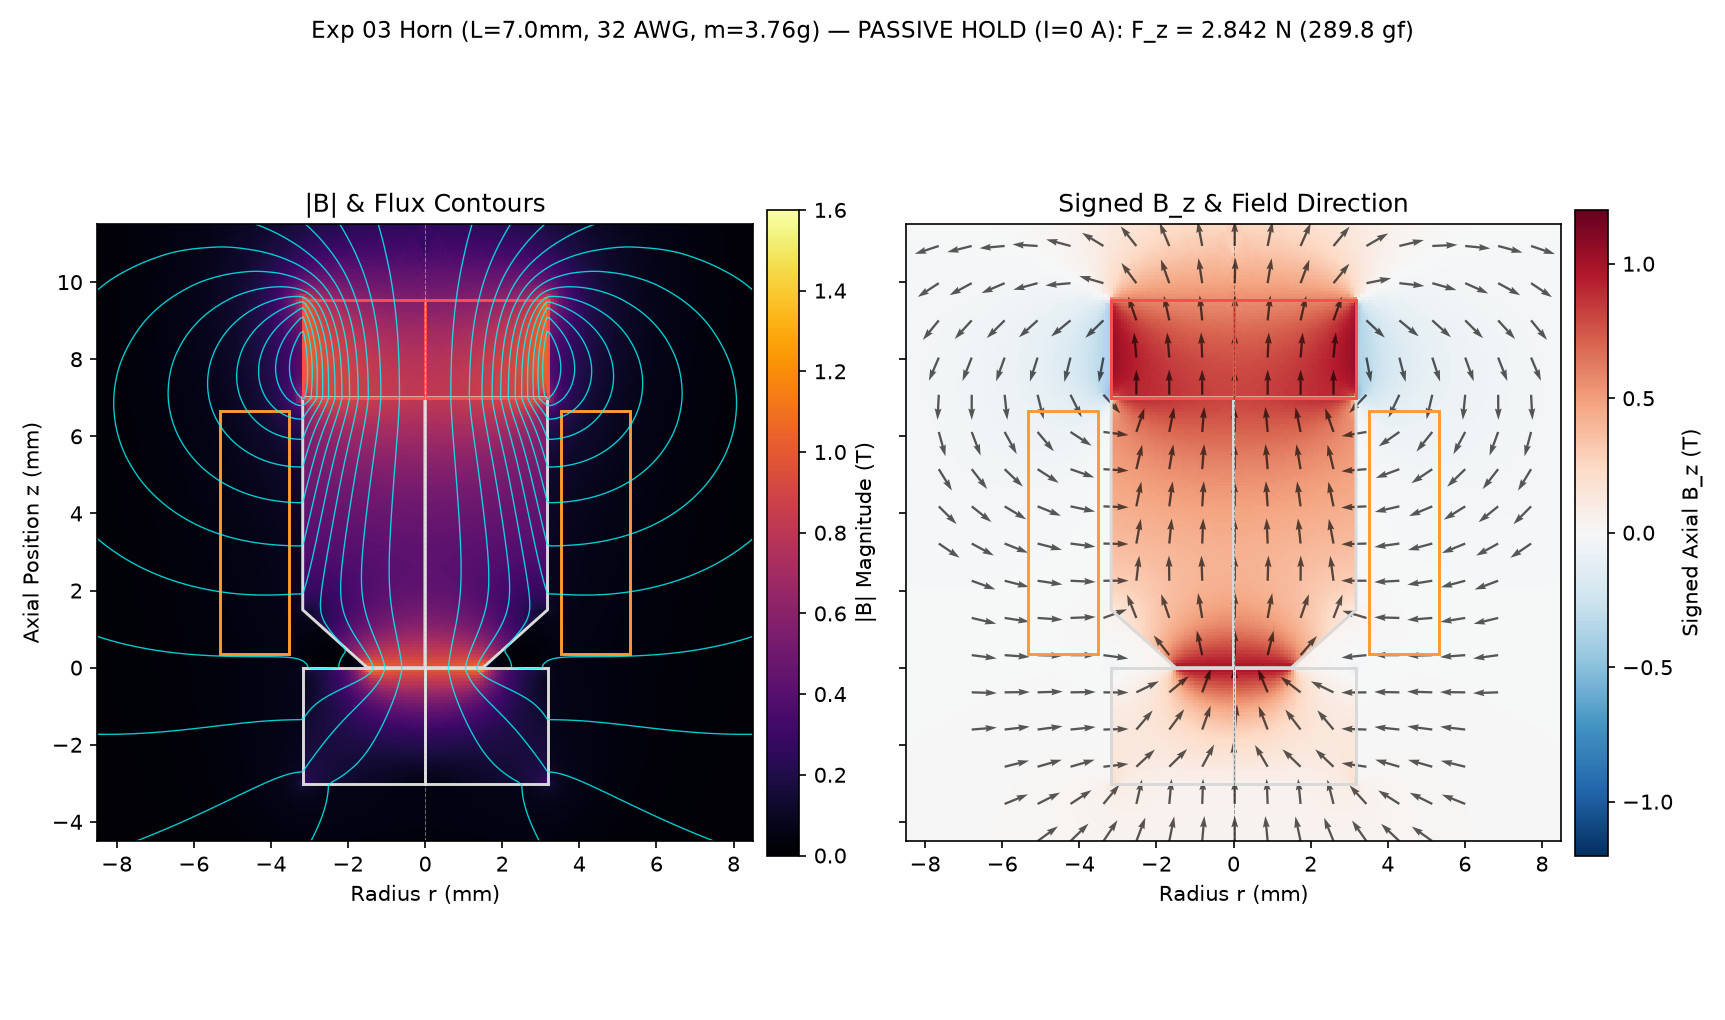 Exp 03 Horn (L=7.0mm, 32 AWG, m=3.76g) — PASSIVE HOLD (I=0 A): F_z = 2.842 N (289.8 gf)
|B| & Flux Contours
Axial Position z (mm)
10
8
6
4
2
0
−2
−4
−8 −6 −4 −2 0 2 4 6 8
Radius r (mm)
1.6
1.4
1.2
1.0
0.8
0.6
0.4
0.2
0.0
|B| Magnitude (T)
Signed B_z & Field Direction
−8 −6 −4 −2 0 2 4 6 8
Radius r (mm)
1.0
0.5
0.0
−0.5
−1.0
Signed Axial B_z (T)